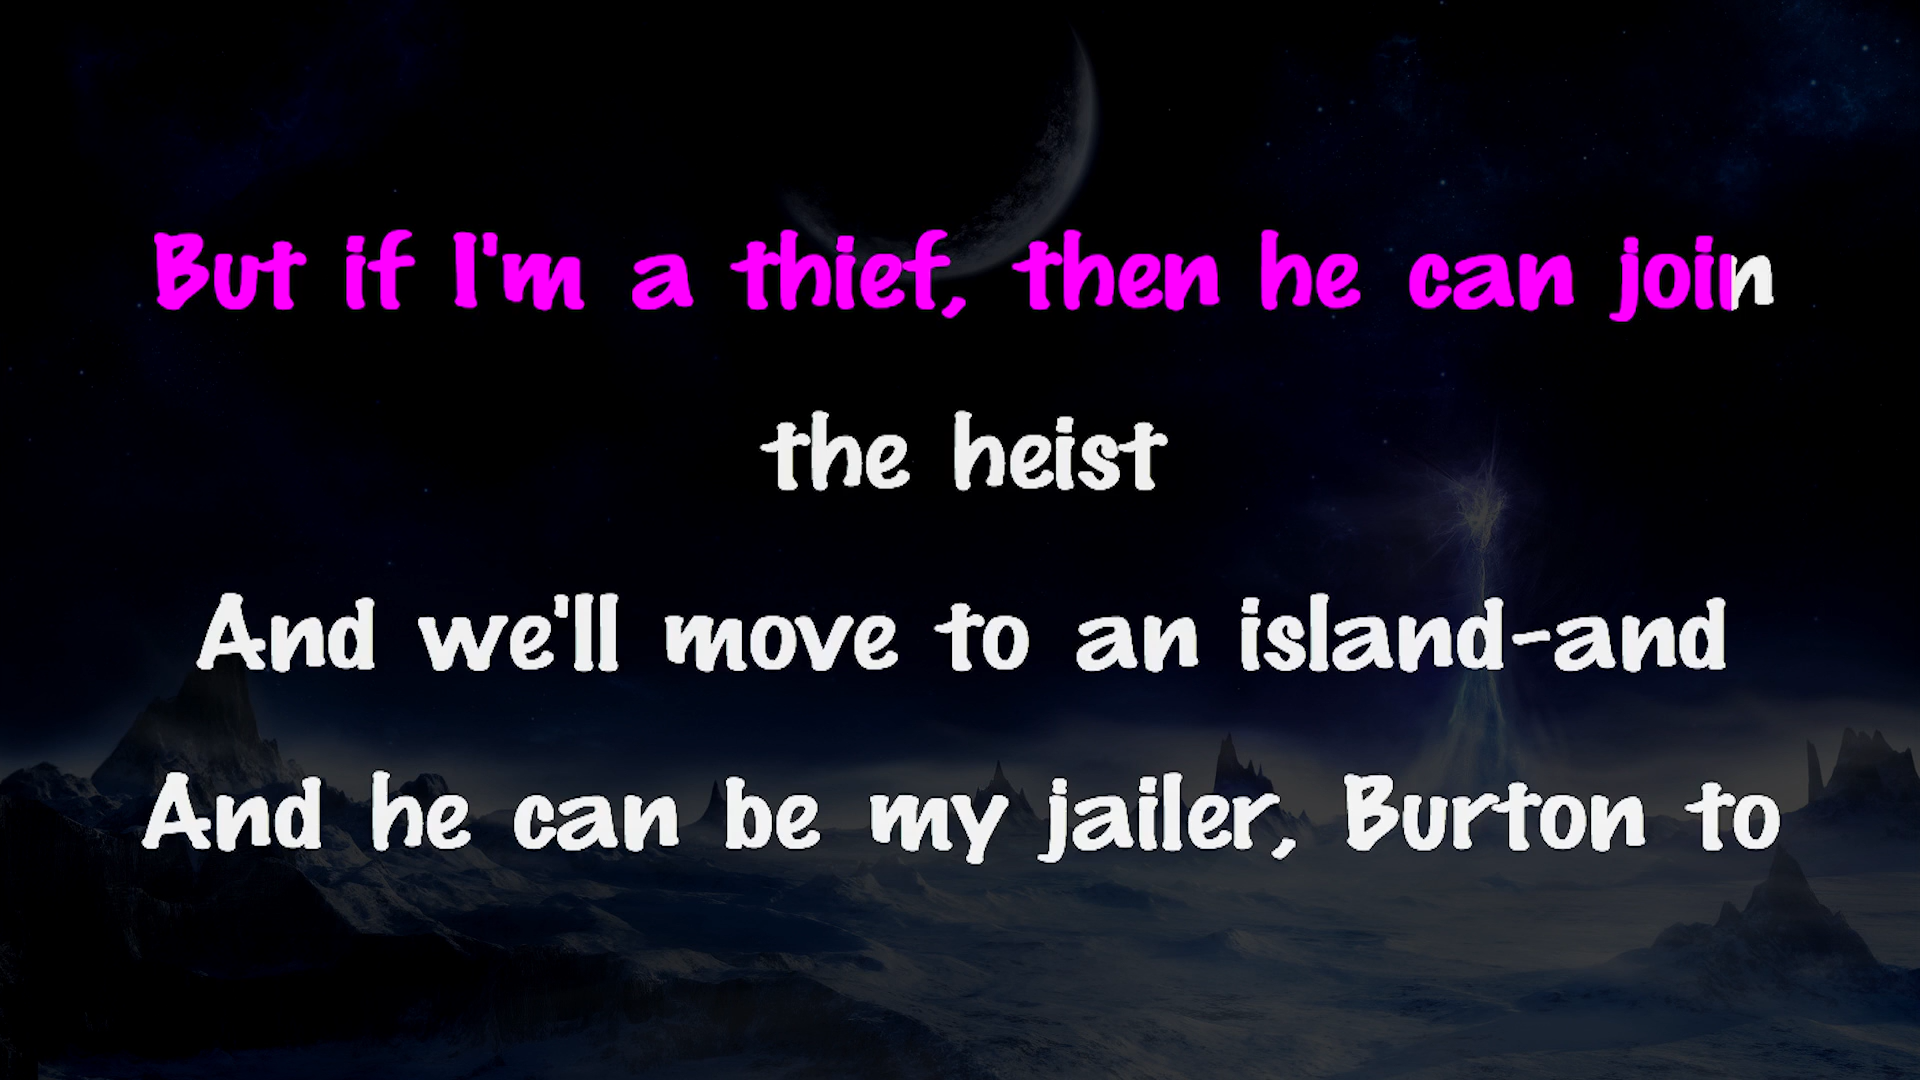 But if I'm a thief, then he can join
the heist
And we'll move to an island-and
And he can be my jailer, Burton to